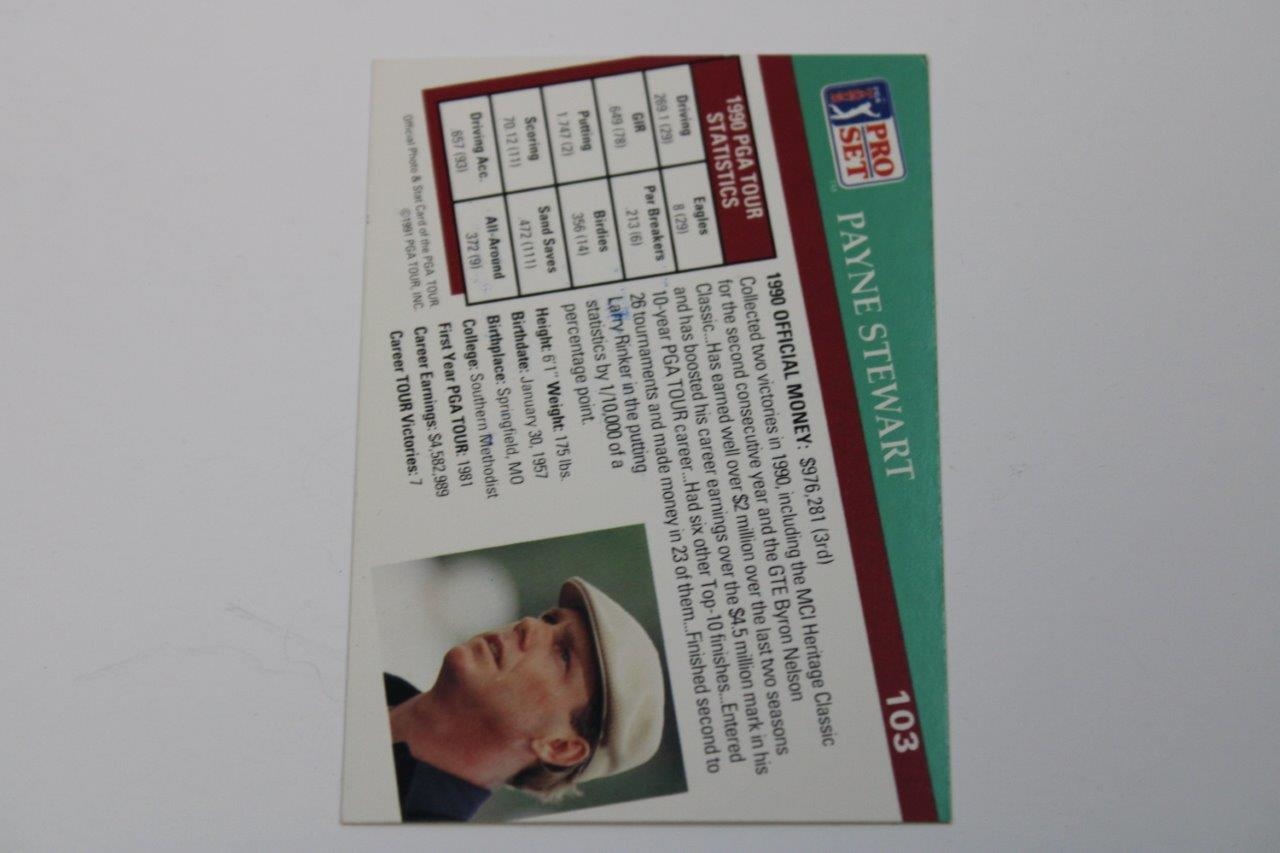 PGA TOUR
PRO
SET
TM
PAYNE STEWART
103
1990 PGA TOUR
STATISTICS
Driving
269.1 (29)
Eagles
8 (29)
GIR
.649 (78)
Par Breakers
.213 (6)
Putting
1.747 (2)
Birdies
356 (14)
Scoring
70.12 (11)
Sand Saves
.472 (111)
Driving Acc.
.657 (93)
All-Around
372 (9)
Official Photo & Stat Card of the PGA TOUR.
©1991 PGA TOUR, INC.
1990 OFFICIAL MONEY: $976,281 (3rd)
Collected two victories in 1990, including the MCI Heritage Classic
for the second consecutive year and the GTE Byron Nelson
Classic...Has earned well over $2 million over the last two seasons
and has boosted his career earnings over the $4.5 million mark in his
10-year PGA TOUR career...Had six other Top-10 finishes...Entered
26 tournaments and made money in 23 of them...Finished second to
Larry Rinker in the putting
statistics by 1/10,000 of a
percentage point.
Height: 6'1" Weight: 175 lbs.
Birthdate: January 30, 1957
Birthplace: Springfield, MO
College: Southern Methodist
First Year PGA TOUR: 1981
Career Earnings: $4,582,989
Career TOUR Victories: 7